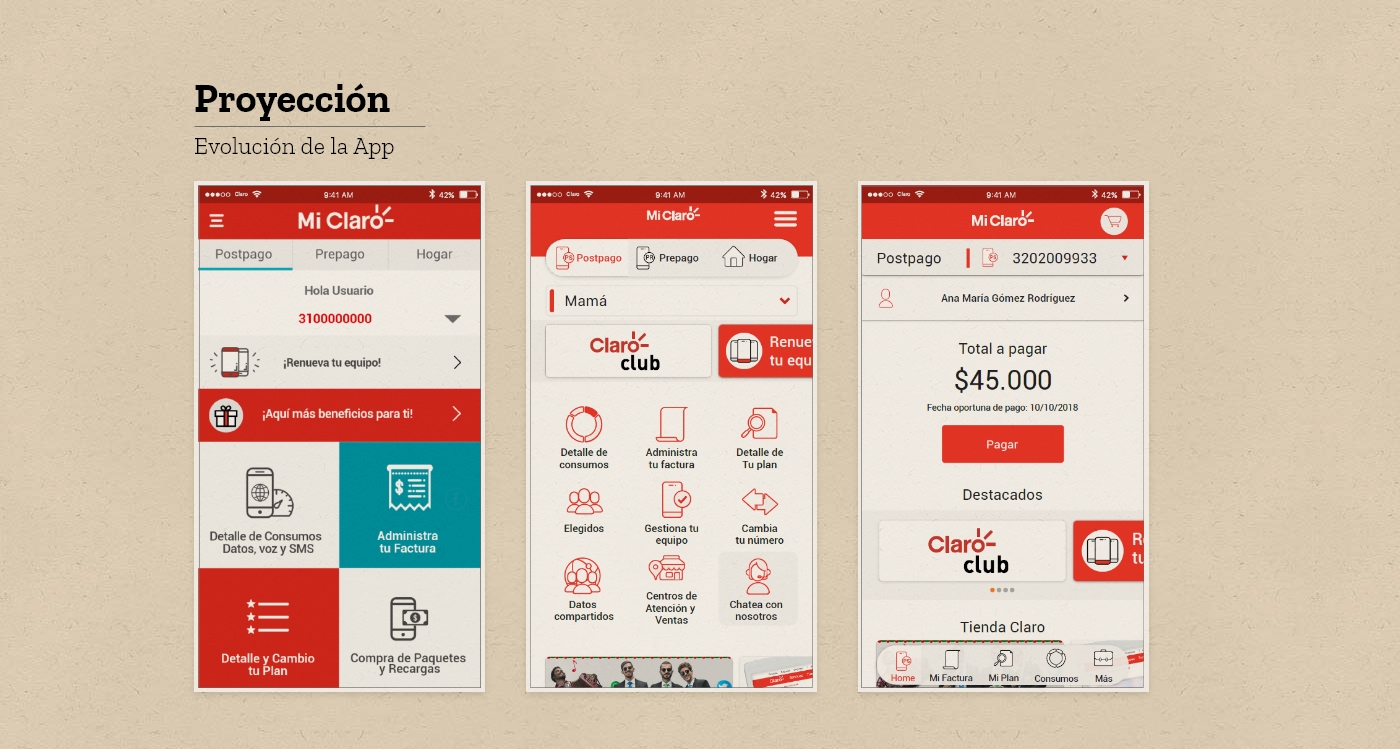 Proyección
Evolución de la App
Claro
9:41 AM
42%
Mi Claro
Postpago
Prepago
Hogar
Hola Usuario
3100000000
¡Renueva tu equipo!
¡Aquí más beneficios para ti!
Detalle de Consumos
Datos, voz y SMS
Administra
tu Factura
Detalle y Cambio
tu Plan
Compra de Paquetes
y Recargas
Claro
9:41 AM
42%
Mi Claro
Postpago
Prepago
Hogar
Mamá
Claro
club
Renue
tu equ
Detalle de
consumos
Administra
tu factura
Detalle de
Tu plan
Elegidos
Gestiona tu
equipo
Cambia
tu número
Datos
compartidos
Centros de
Atención y
Ventas
Chatea con
nosotros
Claro
9:41 AM
42%
Mi Claro
Postpago
3202009933
Ana Maria Gómez Rodríguez
Total a pagar
$45.000
Fecha oportuna de pago: 10/10/2018
Pagar
Destacados
Claro
club
R
tu
Tienda Claro
Home
Mi Factura
Mi Plan
Consumos
Más